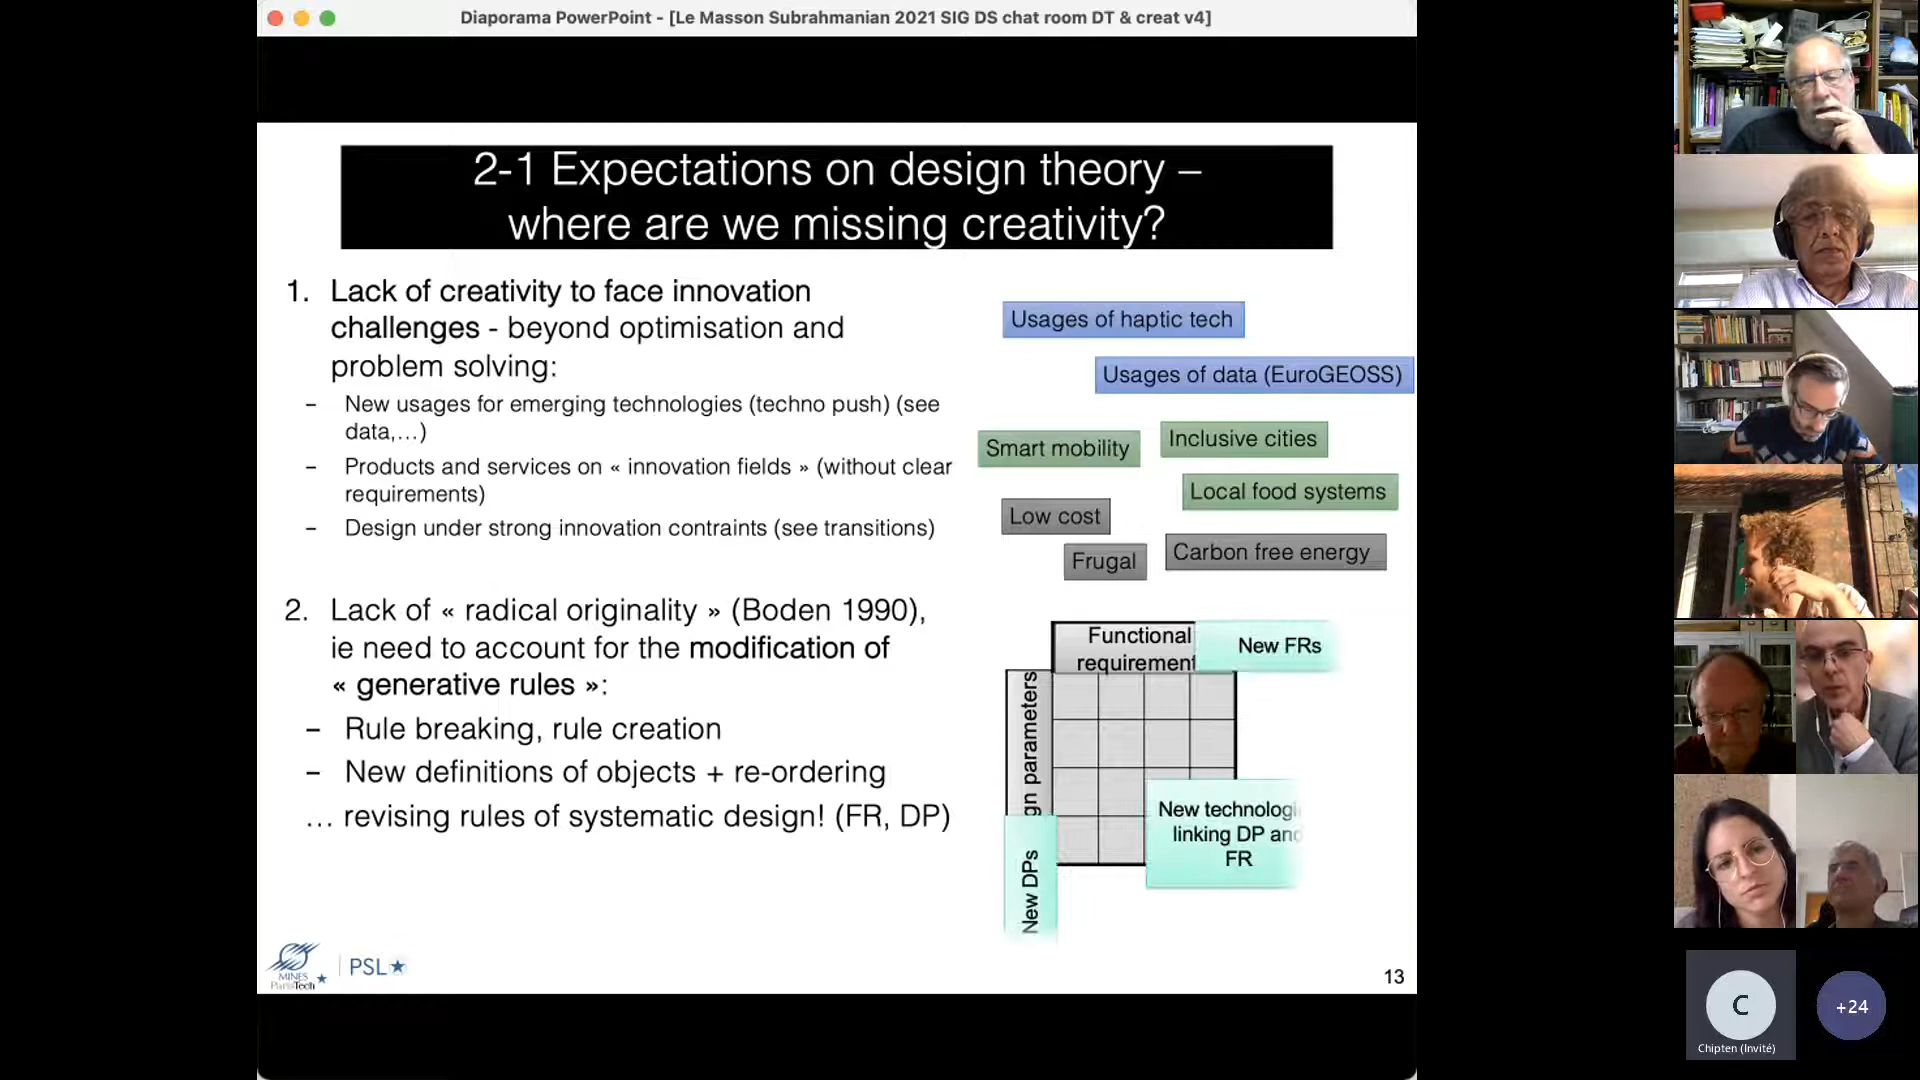 Diaporama PowerPoint - [Le Masson Subrahmanian 2021 SIG DS chat room DT & creat v4]
2-1 Expectations on design theory –
where are we missing creativity?
1. Lack of creativity to face innovation
challenges - beyond optimisation and
problem solving:
– New usages for emerging technologies (techno push) (see
data,…)
– Products and services on « innovation fields » (without clear
requirements)
– Design under strong innovation contraints (see transitions)
2. Lack of « radical originality » (Boden 1990),
ie need to account for the modification of
« generative rules »:
– Rule breaking, rule creation
– New definitions of objects + re-ordering
… revising rules of systematic design! (FR, DP)
Usages of haptic tech
Usages of data (EuroGEOSS)
Smart mobility
Inclusive cities
Local food systems
Low cost
Frugal
Carbon free energy
Functional
requirement
New FRs
gn parameters
New DPs
New technologi
linking DP and
FR
MINES
ParisTech
PSL
13
C
Chipten (Invité)
+24